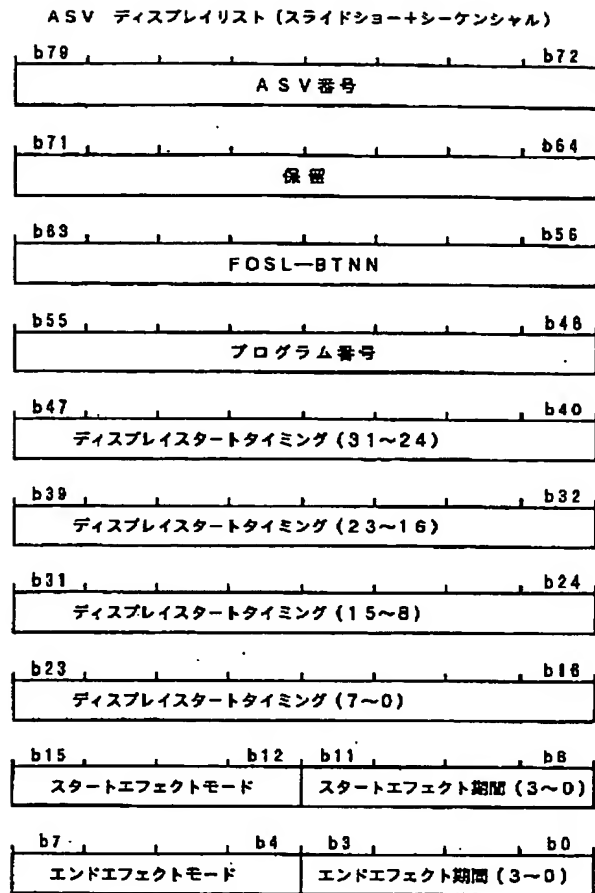 ASV ディスプレイリスト(スライドショー+シーケンシャル)
b79 b72
ASV番号
b71 b64
保留
b63 b56
FOSL―BTNN
b55 b48
プログラム番号
b47 b40
ディスプレイスタートタイミング(31〜24)
b39 b32
ディスプレイスタートタイミング(23〜16)
b31 b24
ディスプレイスタートタイミング(15〜8)
b23 b16
ディスプレイスタートタイミング(7〜0)
b15 b12 b11 b8
スタートエフェクトモード スタートエフェクト期間(3〜0)
b7 b4 b3 b0
エンドエフェクトモード エンドエフェクト期間(3〜0)